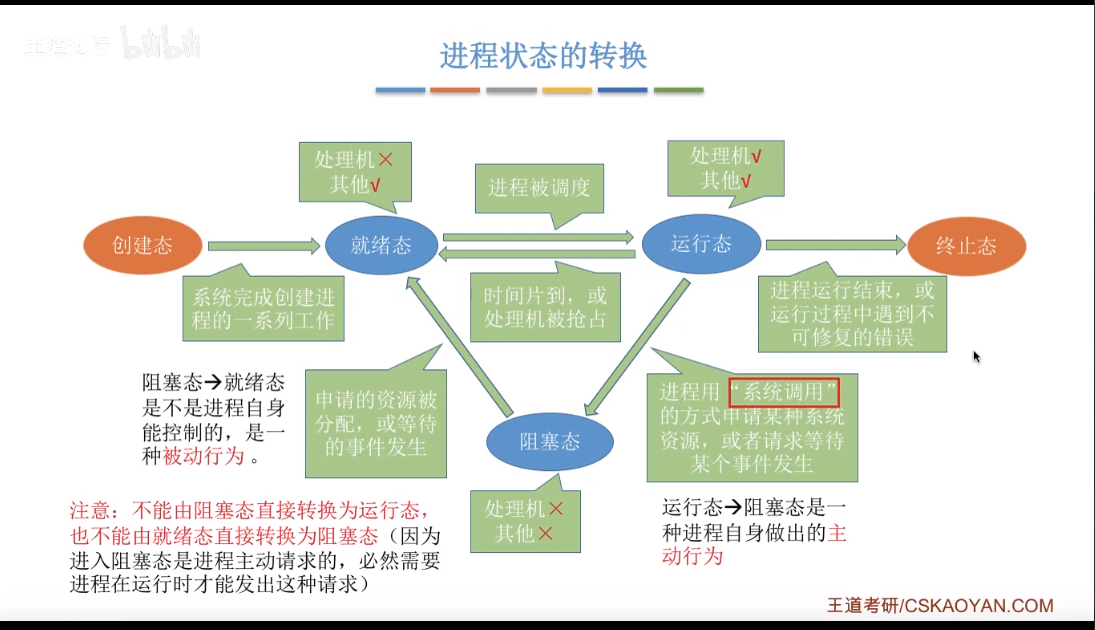 王道论坛 bilibili
进程状态的转换
处理机×
其他√
处理机√
其他√
进程被调度
创建态
就绪态
运行态
终止态
系统完成创建进
程的一系列工作
时间片到，或
处理机被抢占
进程运行结束，或
运行过程中遇到不
可修复的错误
阻塞态→就绪态
是不是进程自身
能控制的，是一
种被动行为 。
申请的资源被
分配，或等待
的事件发生
进程用“系统调用”
的方式申请某种系统
资源，或者请求等待
某个事件发生
阻塞态
处理机×
其他×
注意：不能由阻塞态直接转换为运行态，
也不能由就绪态直接转换为阻塞态（因为
进入阻塞态是进程主动请求的，必然需要
进程在运行时才能发出这种请求）
运行态→阻塞态是一
种进程自身做出的主
动行为
王道考研/CSKAOYAN.COM